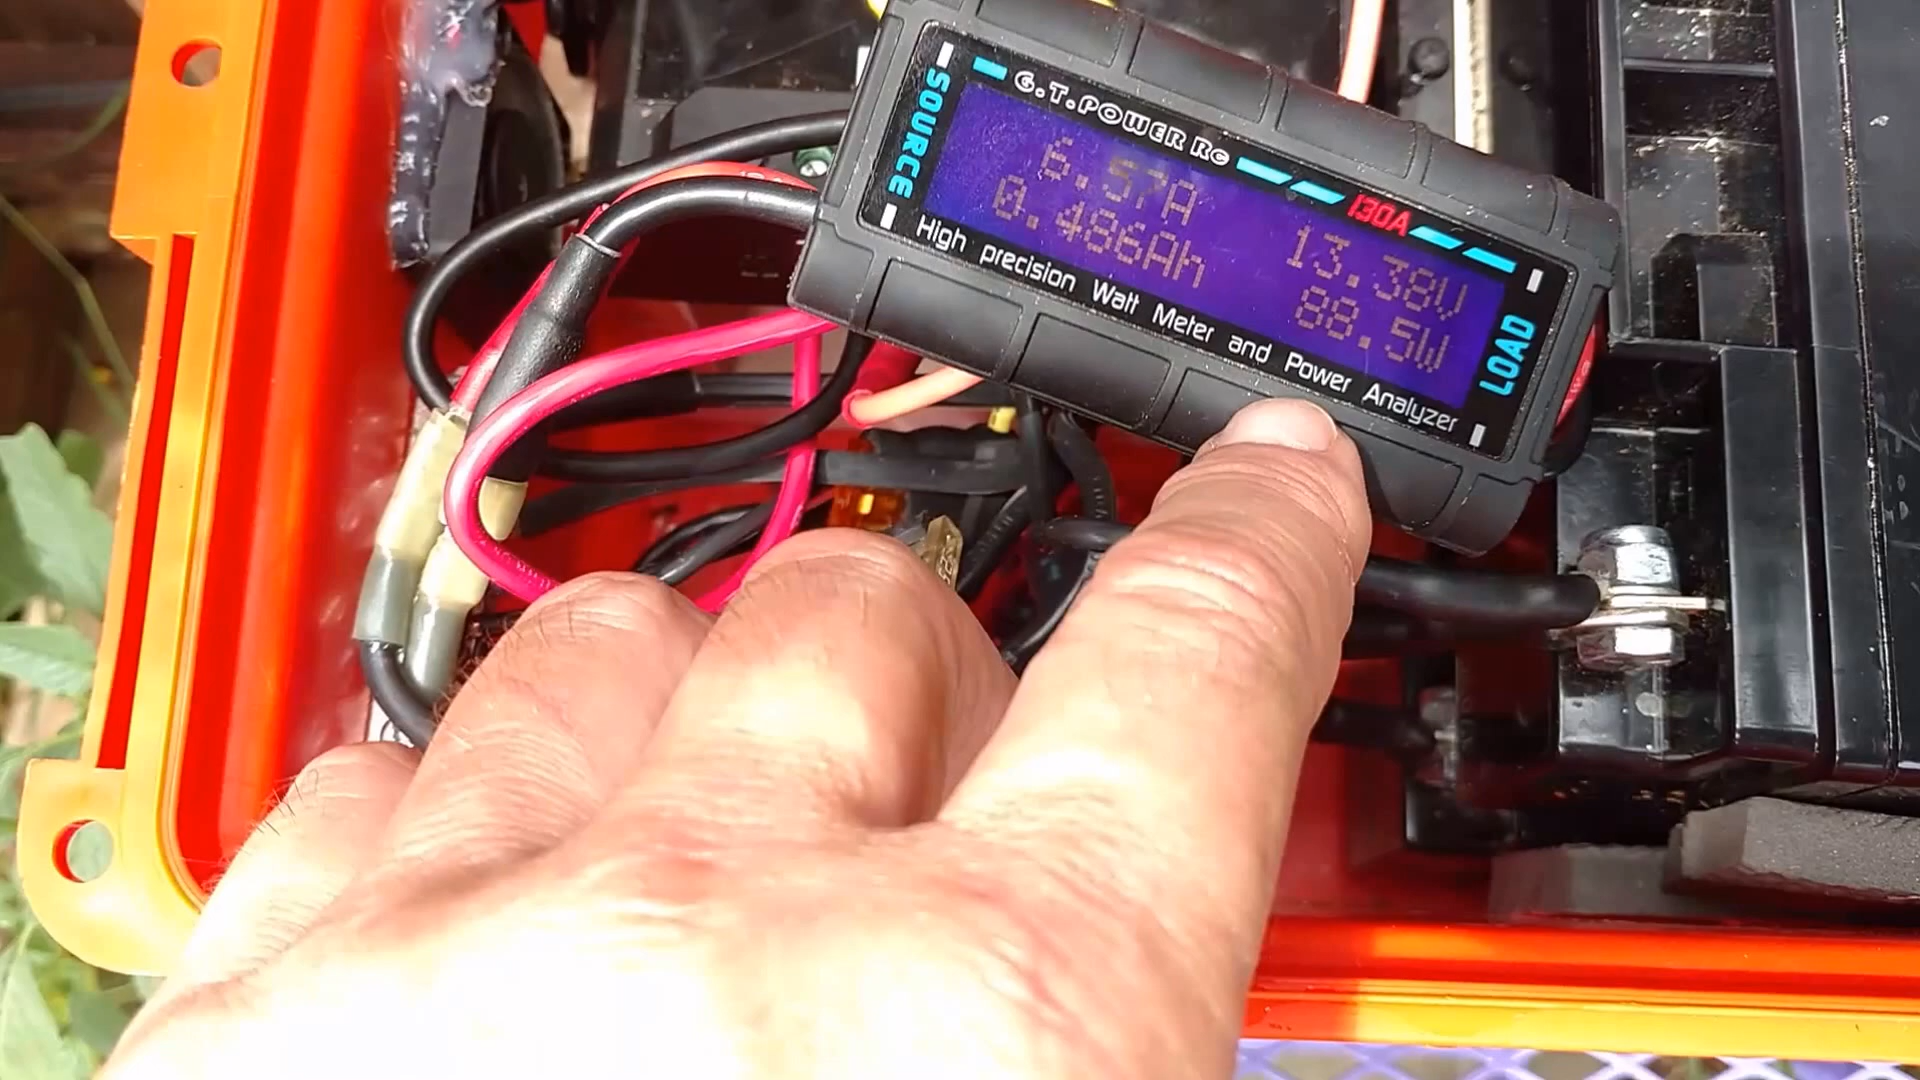 G.T.POWER RC 130A
SOURCE
6.57A 13.38V
0.486Ah 88.5W
LOAD
High precision Watt Meter and Power Analyzer